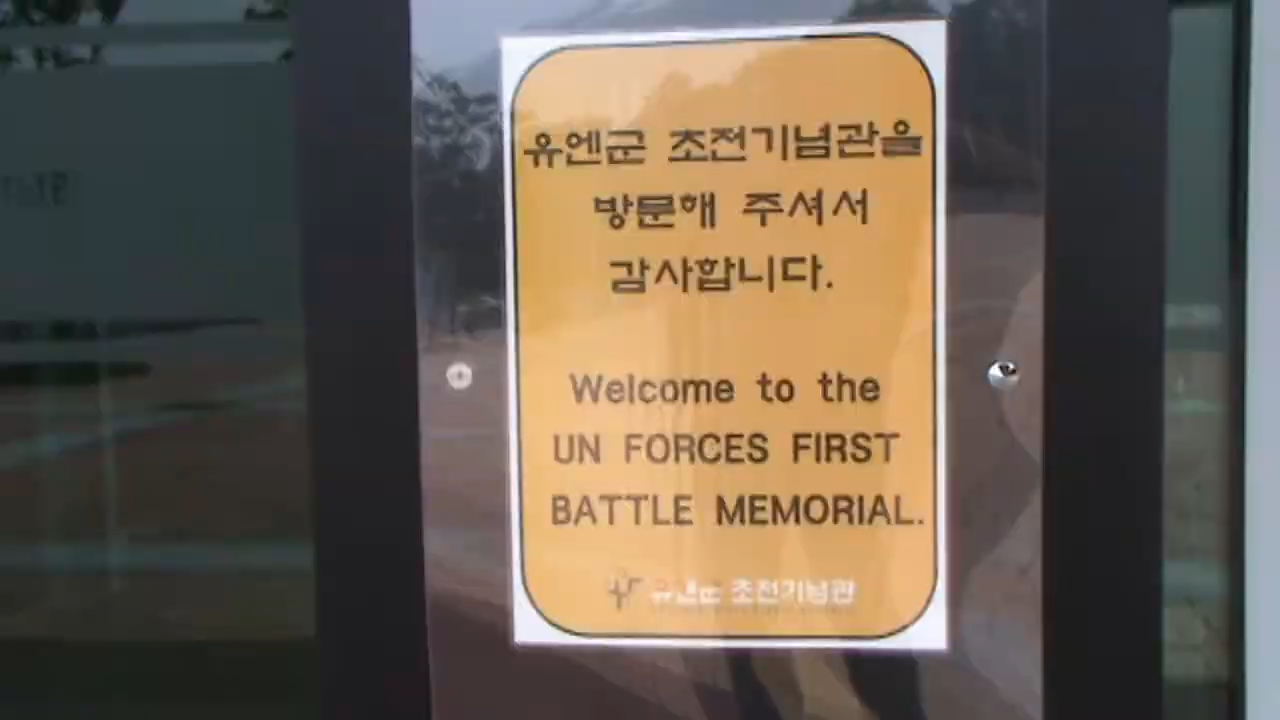 유엔군 초전기념관을
방문해 주셔서
감사합니다.
Welcome to the
UN FORCES FIRST
BATTLE MEMORIAL.
유엔군 초전기념관